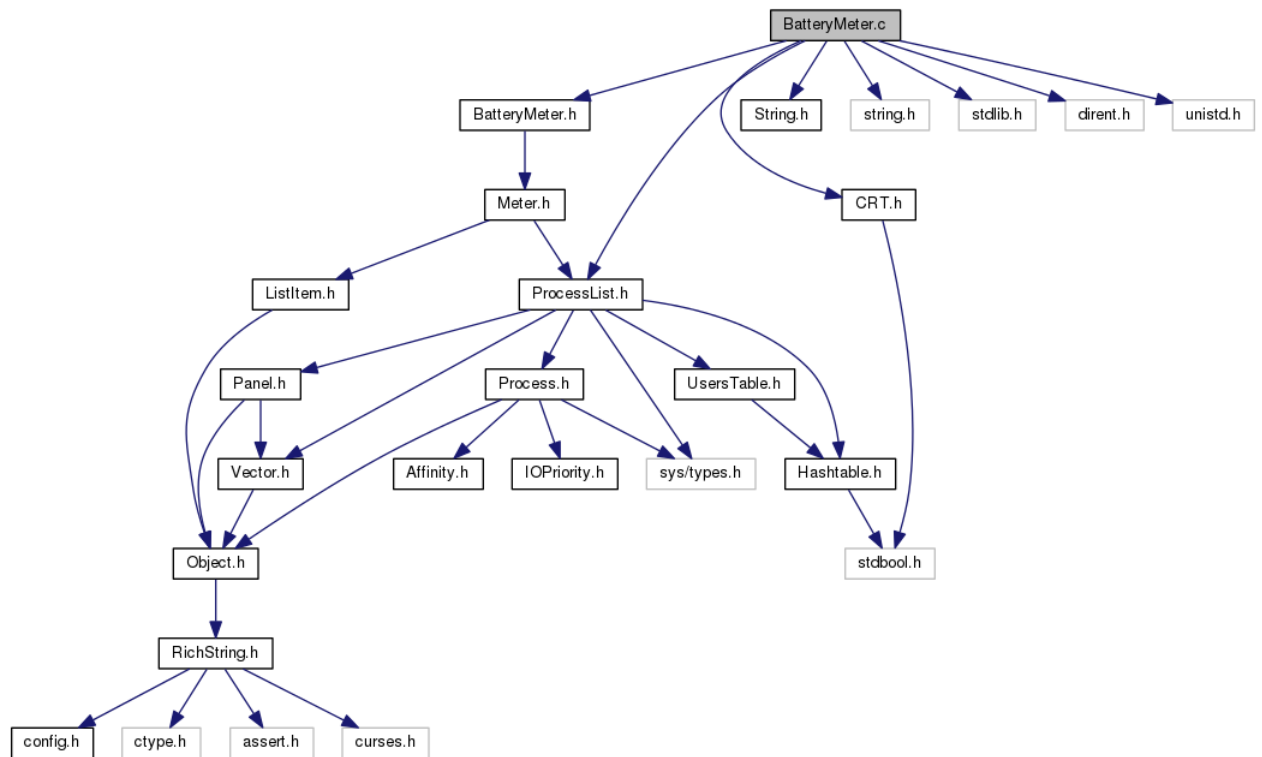 BatteryMeter.c
BatteryMeter.h
String.h
string.h
stdlib.h
dirent.h
unistd.h
Meter.h
CRT.h
ListItem.h
ProcessList.h
Panel.h
Process.h
UsersTable.h
Vector.h
Affinity.h
IOPriority.h
sys/types.h
Hashtable.h
Object.h
stdbool.h
RichString.h
config.h
ctype.h
assert.h
curses.h